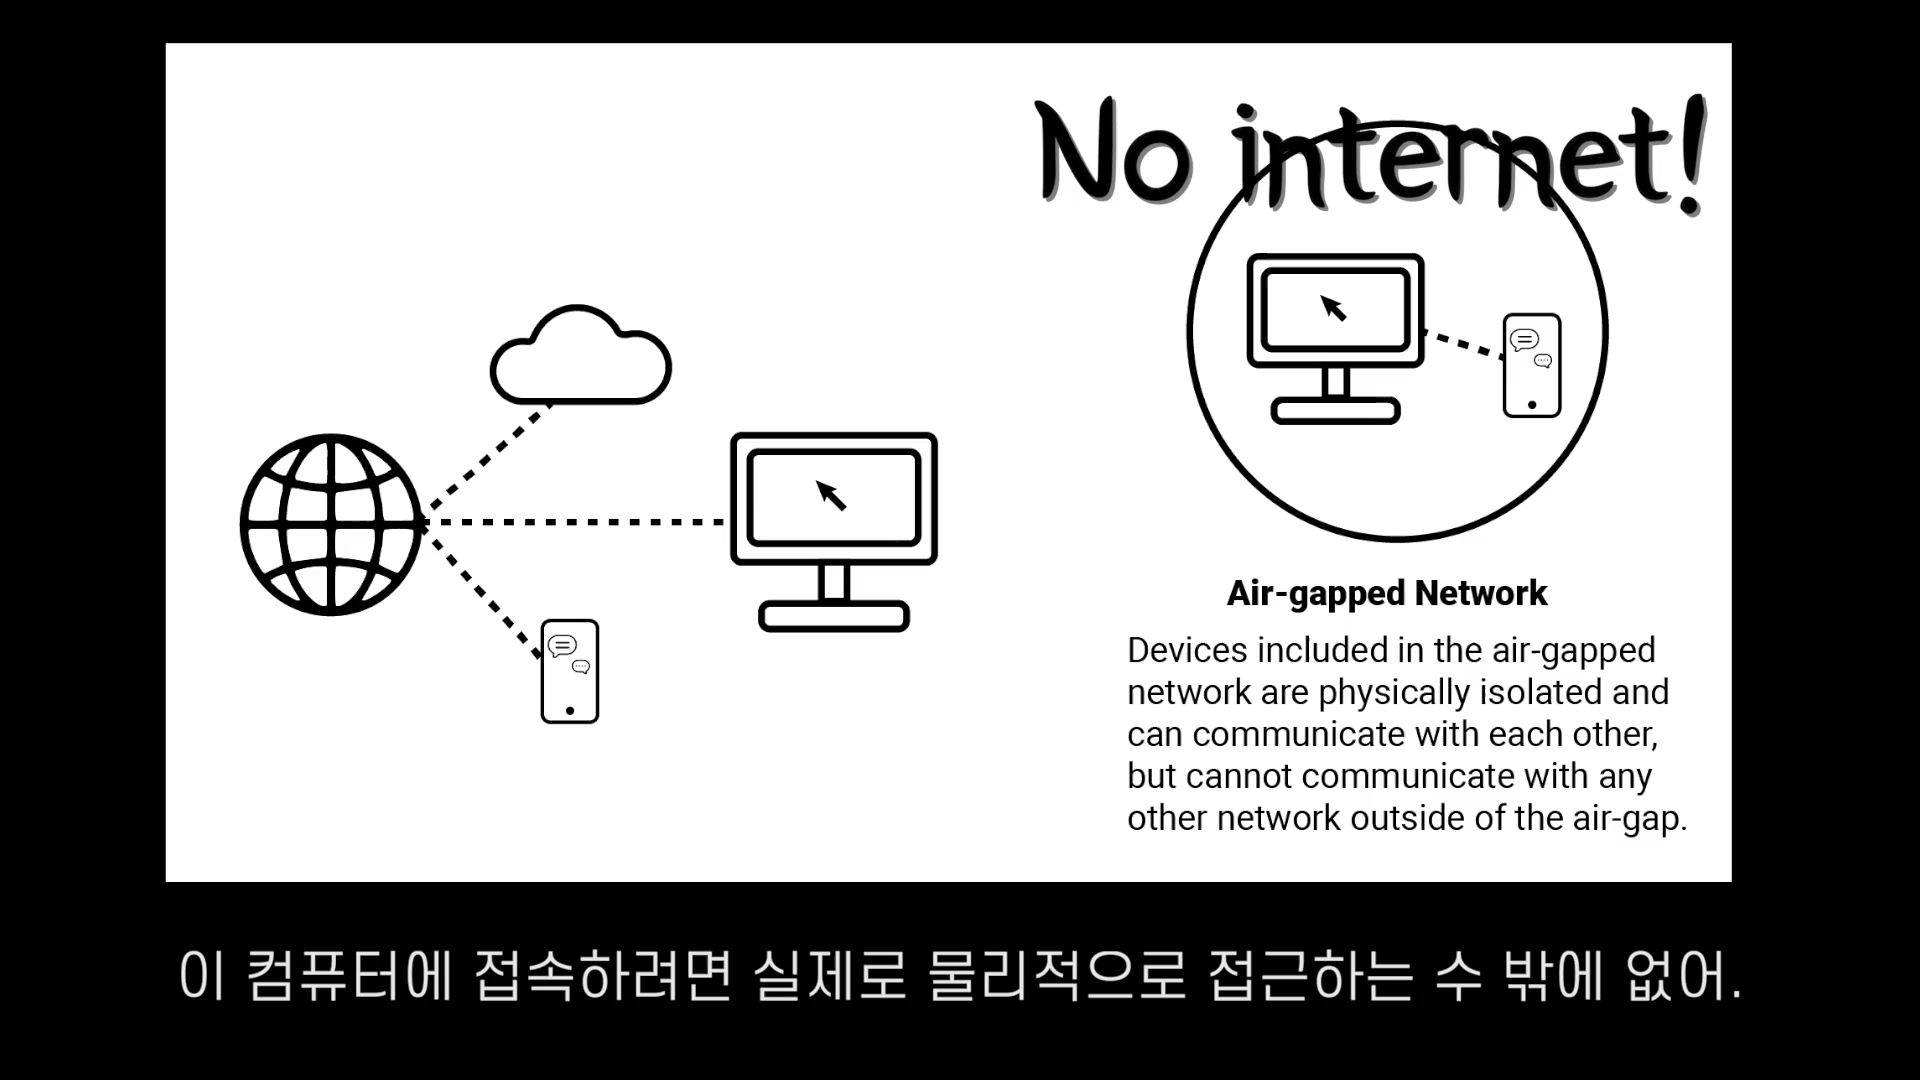 No internet!
Air-gapped Network
Devices included in the air-gapped
network are physically isolated and
can communicate with each other,
but cannot communicate with any
other network outside of the air-gap.
이 컴퓨터에 접속하려면 실제로 물리적으로 접근하는 수 밖에 없어.